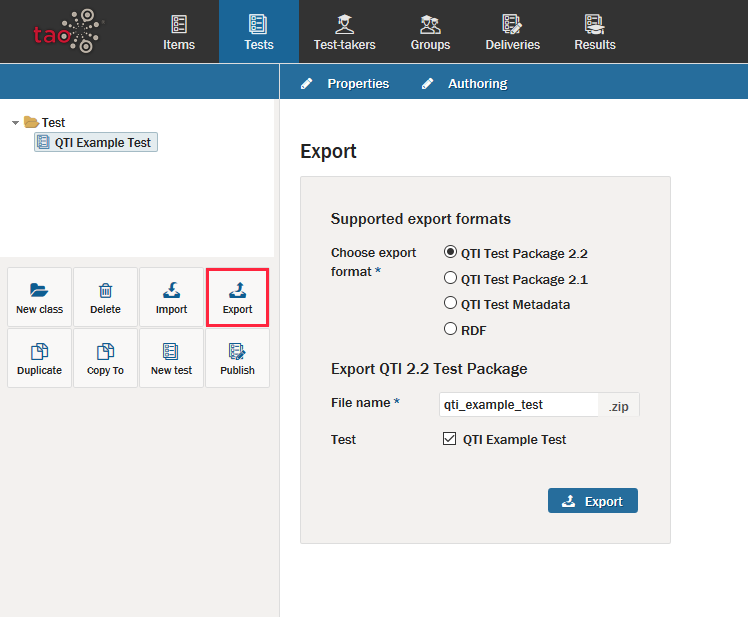 tao
Items
Tests
Test-takers
Groups
Deliveries
Results
Properties
Authoring
Test
QTI Example Test
New class
Delete
Import
Export
Duplicate
Copy To
New test
Publish
Export
Supported export formats
Choose export
format *
QTI Test Package 2.2
QTI Test Package 2.1
QTI Test Metadata
RDF
Export QTI 2.2 Test Package
File name *
qti_example_test
.zip
Test
QTI Example Test
Export